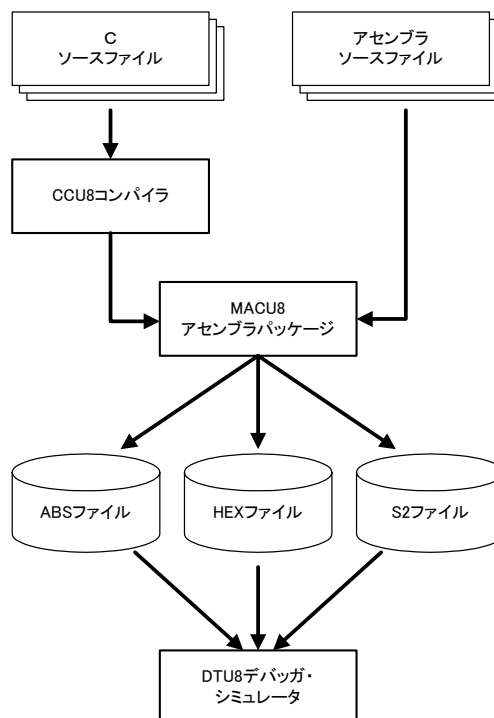 C
ソースファイル
アセンブラ
ソースファイル
CCU8コンパイラ
MACU8
アセンブラパッケージ
ABSファイル
HEXファイル
S2ファイル
DTU8デバッガ・
シミュレータ